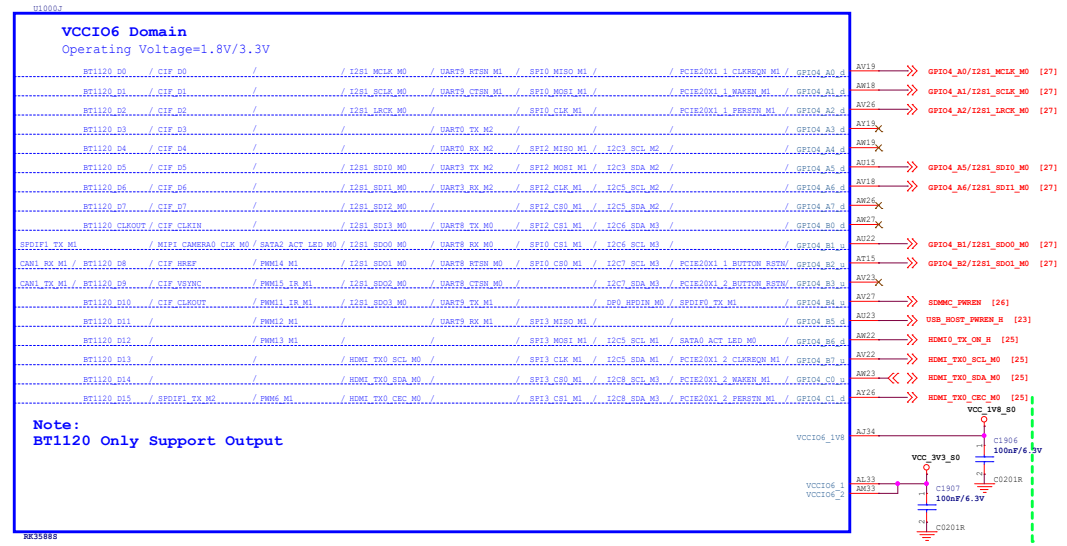 U1000J
VCCIO6 Domain
Operating Voltage=1.8V/3.3V
BT1120_D0 / CIF_D0 / / I2S1_MCLK_M0 / UART9_RTSN_M1 / SPI0_MISO_M1 / / PCIE20X1_1_CLKREQN_M1 / GPIO4_A0_d AV19 GPIO4_A0/I2S1_MCLK_M0 [27]
BT1120_D1 / CIF_D1 / / I2S1_SCLK_M0 / UART9_CTSN_M1 / SPI0_MOSI_M1 / / PCIE20X1_1_WAKEN_M1 / GPIO4_A1_d AW18 GPIO4_A1/I2S1_SCLK_M0 [27]
BT1120_D2 / CIF_D2 / / I2S1_LRCK_M0 / / SPI0_CLK_M1 / / PCIE20X1_1_PERSTN_M1 / GPIO4_A2_d AV26 GPIO4_A2/I2S1_LRCK_M0 [27]
BT1120_D3 / CIF_D3 / / / UART0_TX_M2 / / / GPIO4_A3_d AY19
BT1120_D4 / CIF_D4 / / / UART0_RX_M2 / SPI2_MISO_M1 / I2C3_SCL_M2 / / GPIO4_A4_d AW19
BT1120_D5 / CIF_D5 / / I2S1_SDI0_M0 / UART3_TX_M2 / SPI2_MOSI_M1 / I2C3_SDA_M2 / / GPIO4_A5_d AU15 GPIO4_A5/I2S1_SDI0_M0 [27]
BT1120_D6 / CIF_D6 / / I2S1_SDI1_M0 / UART3_RX_M2 / SPI2_CLK_M1 / I2C5_SCL_M2 / / GPIO4_A6_d AV18 GPIO4_A6/I2S1_SDI1_M0 [27]
BT1120_D7 / CIF_D7 / / I2S1_SDI2_M0 / / SPI2_CS0_M1 / I2C5_SDA_M2 / / GPIO4_A7_d AW26
BT1120_CLKOUT / CIF_CLKIN / / I2S1_SDI3_M0 / UART8_TX_M0 / SPI2_CS1_M1 / I2C6_SDA_M3 / / GPIO4_B0_d AW27
SPDIF1_TX_M1 / MIPI_CAMERA0_CLK_M0 / SATA2_ACT_LED_M0 / I2S1_SDO0_M0 / UART8_RX_M0 / SPI0_CS1_M1 / I2C6_SCL_M3 / / GPIO4_B1_u AU22 GPIO4_B1/I2S1_SDO0_M0 [27]
CAN1_RX_M1 / BT1120_D8 / CIF_HREF / PWM14_M1 / I2S1_SDO1_M0 / UART8_RTSN_M0 / SPI0_CS0_M1 / I2C7_SCL_M3 / PCIE20X1_1_BUTTON_RSTN/ GPIO4_B2_u AT15 GPIO4_B2/I2S1_SDO1_M0 [27]
CAN1_TX_M1 / BT1120_D9 / CIF_VSYNC / PWM15_IR_M1 / I2S1_SDO2_M0 / UART8_CTSN_M0 / / I2C7_SDA_M3 / PCIE20X1_2_BUTTON_RSTN/ GPIO4_B3_u AV23
BT1120_D10 / CIF_CLKOUT / PWM11_IR_M1 / I2S1_SDO3_M0 / UART9_TX_M1 / / DP0_HPDIN_M0 / SPDIF0_TX_M1 / GPIO4_B4_u AV27 SDMMC_PWREN [26]
BT1120_D11 / / PWM12_M1 / / UART9_RX_M1 / SPI3_MISO_M1 / / / GPIO4_B5_d AU23 USB_HOST_PWREN_H [23]
BT1120_D12 / / PWM13_M1 / / / SPI3_MOSI_M1 / I2C5_SCL_M1 / SATA0_ACT_LED_M0 / GPIO4_B6_d AW22 HDMI0_TX_ON_H [25]
BT1120_D13 / / / HDMI_TX0_SCL_M0 / / SPI3_CLK_M1 / I2C5_SDA_M1 / PCIE20X1_2_CLKREQN_M1 / GPIO4_B7_u AV22 HDMI_TX0_SCL_M0 [25]
BT1120_D14 / / / HDMI_TX0_SDA_M0 / / SPI3_CS0_M1 / I2C8_SCL_M3 / PCIE20X1_2_WAKEN_M1 / GPIO4_C0_u AW23 HDMI_TX0_SDA_M0 [25]
BT1120_D15 / SPDIF1_TX_M2 / PWM6_M1 / HDMI_TX0_CEC_M0 / / SPI3_CS1_M1 / I2C8_SDA_M3 / PCIE20X1_2_PERSTN_M1 / GPIO4_C1_d AY26 HDMI_TX0_CEC_M0 [25]
Note:
BT1120 Only Support Output
VCC_1V8_S0
VCCIO6_1V8 AJ34
1 C1906
100nF/6.3V
2 C0201R
VCC_3V3_S0
VCCIO6_1 AL33
VCCIO6_2 AM33
1 C1907
100nF/6.3V
2 C0201R
RK3588S